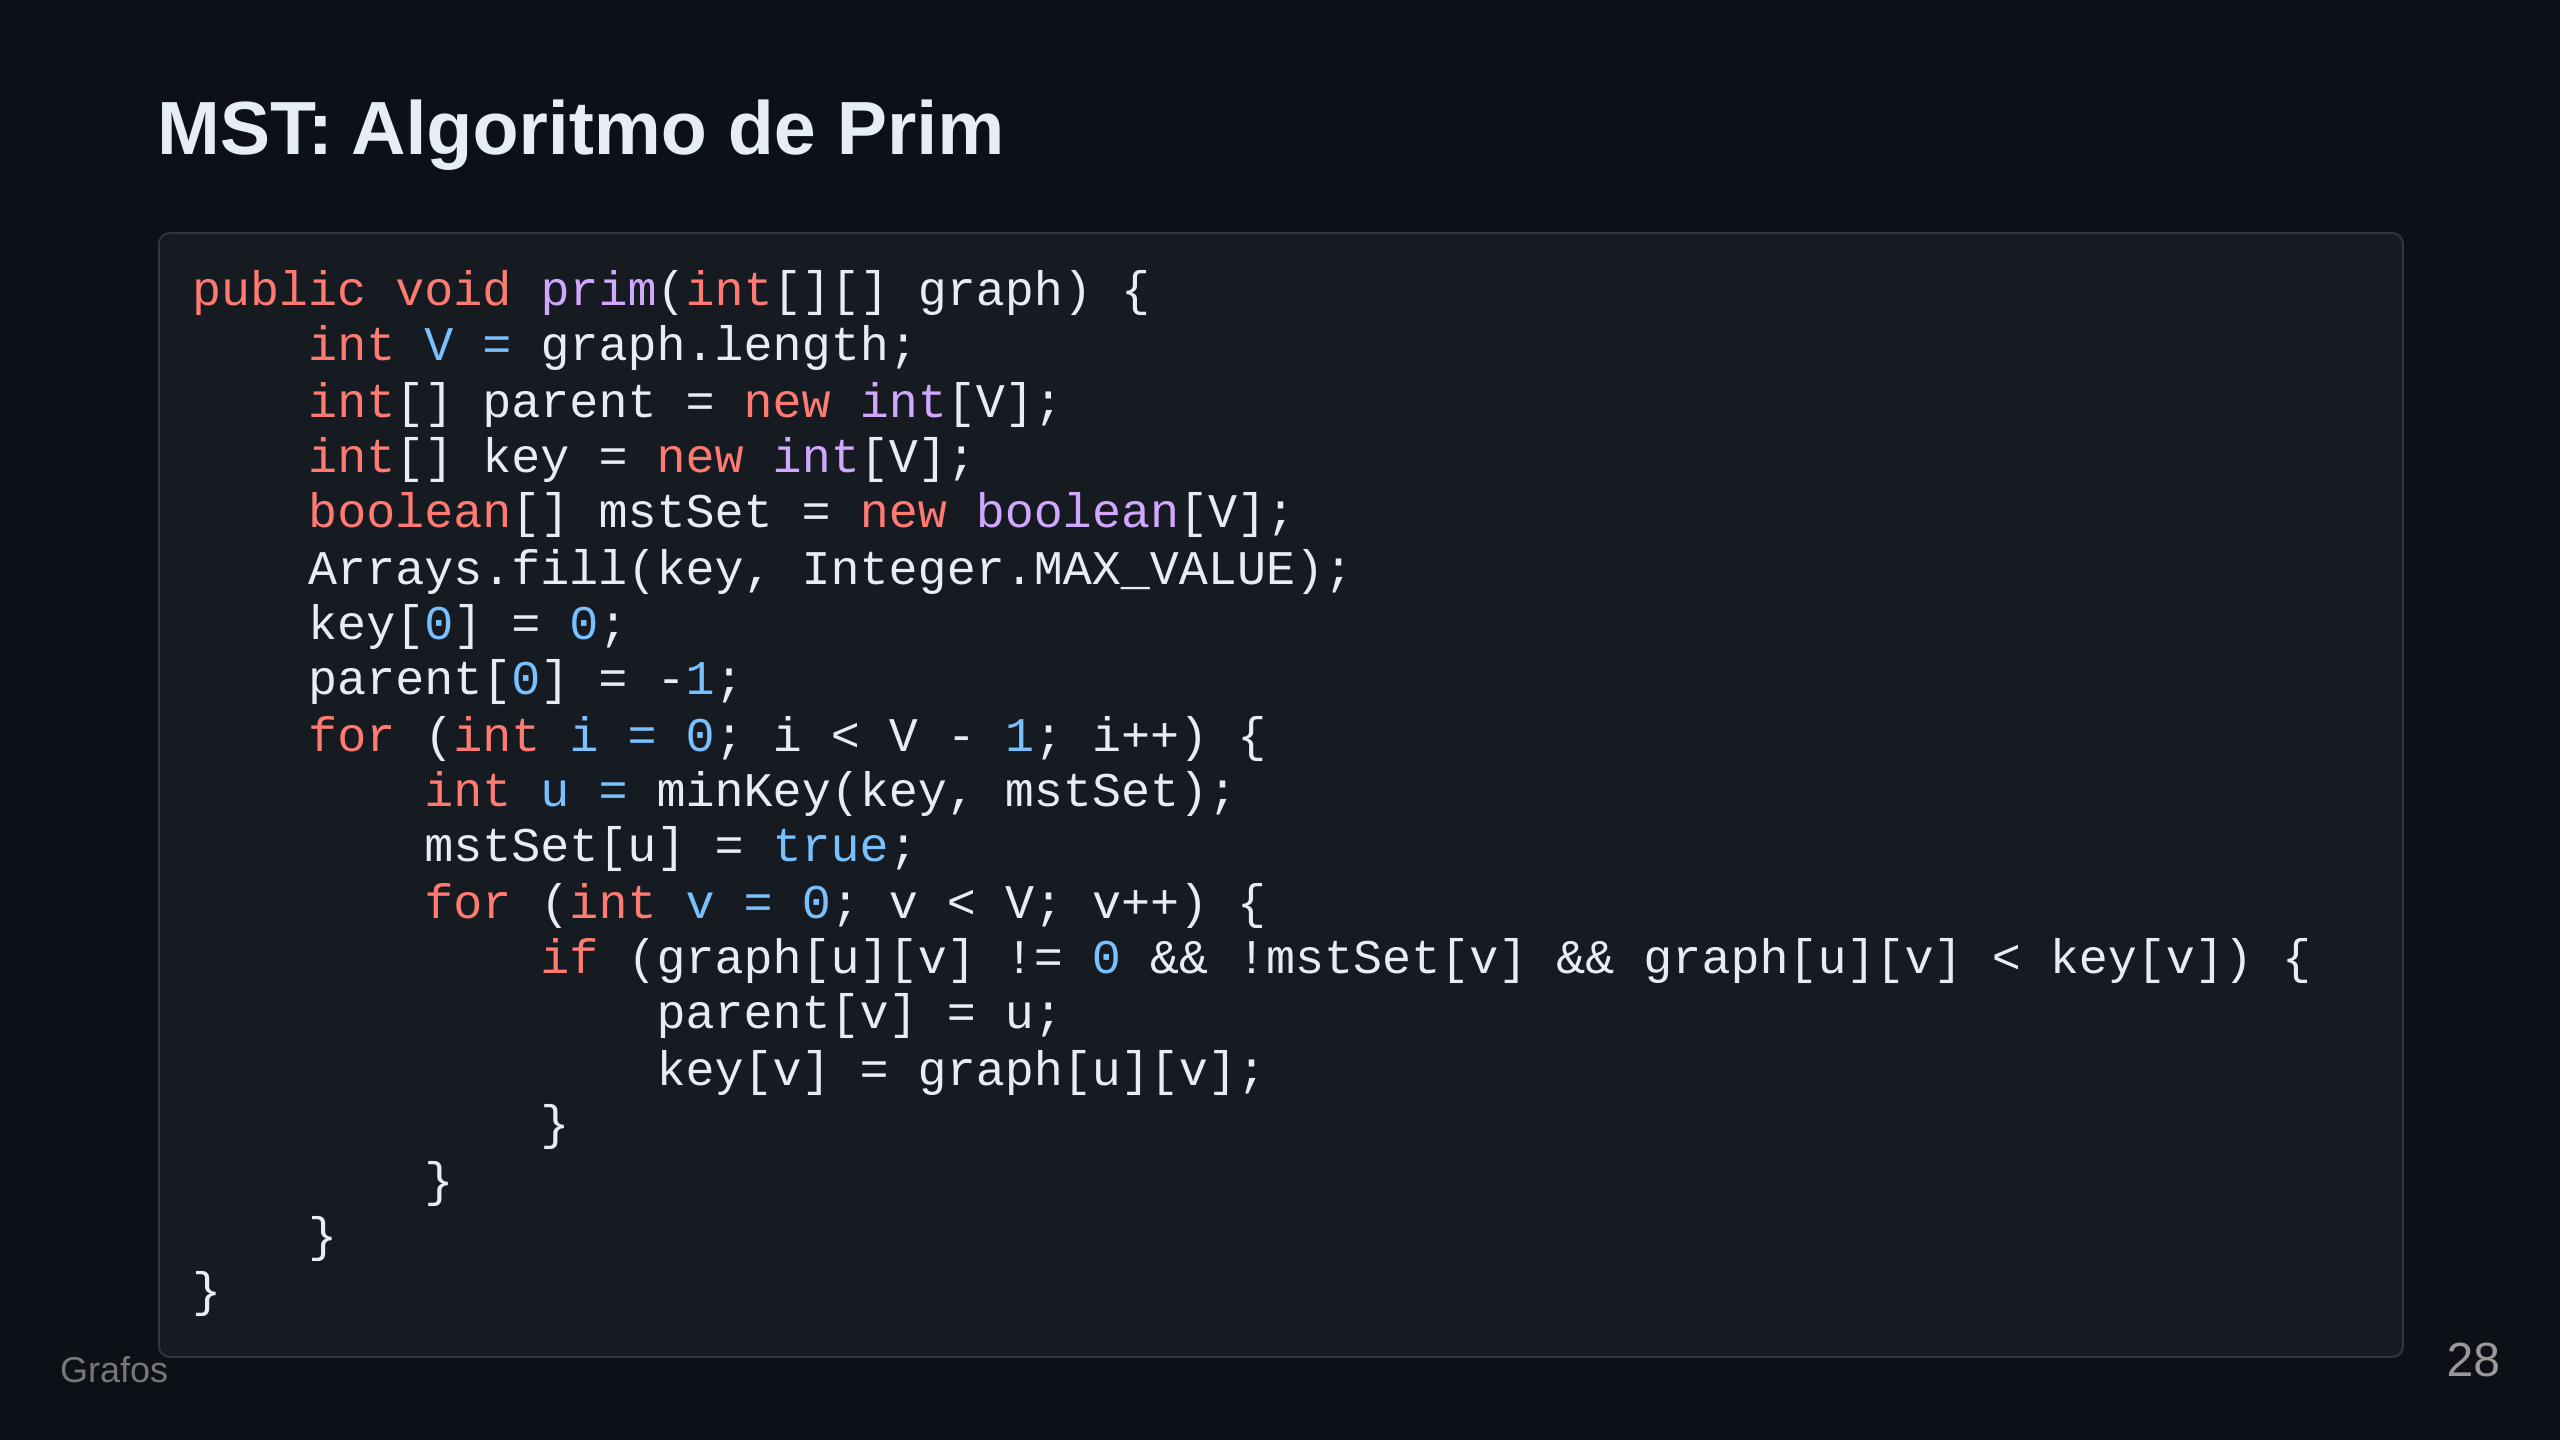 MST: Algoritmo de Prim
public void prim(int[][] graph) {
    int V = graph.length;
    int[] parent = new int[V];
    int[] key = new int[V];
    boolean[] mstSet = new boolean[V];
    Arrays.fill(key, Integer.MAX_VALUE);
    key[0] = 0;
    parent[0] = -1;
    for (int i = 0; i < V - 1; i++) {
        int u = minKey(key, mstSet);
        mstSet[u] = true;
        for (int v = 0; v < V; v++) {
            if (graph[u][v] != 0 && !mstSet[v] && graph[u][v] < key[v]) {
                parent[v] = u;
                key[v] = graph[u][v];
            }
        }
    }
}
Grafos
28